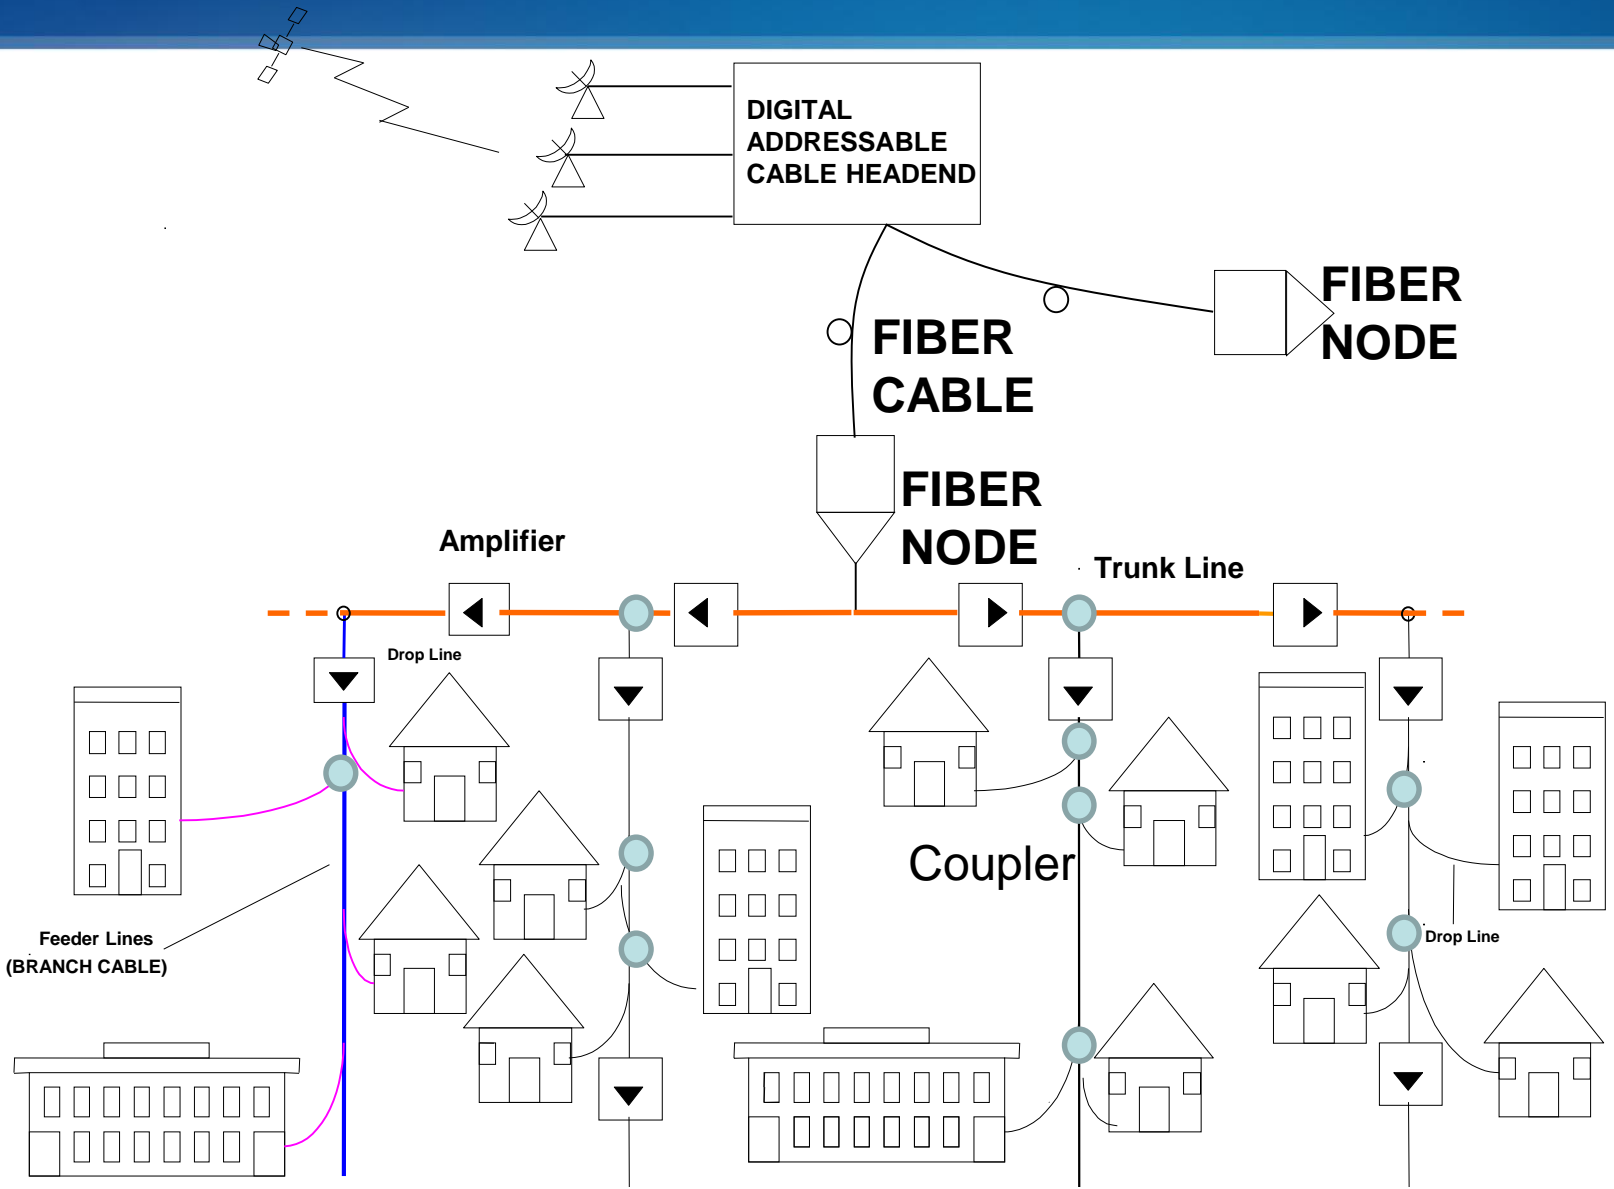 DIGITAL
ADDRESSABLE
CABLE HEADEND
FIBER
NODE
FIBER
CABLE
FIBER
NODE
Amplifier
Trunk Line
Drop Line
Coupler
Feeder Lines
(BRANCH CABLE)
Drop Line